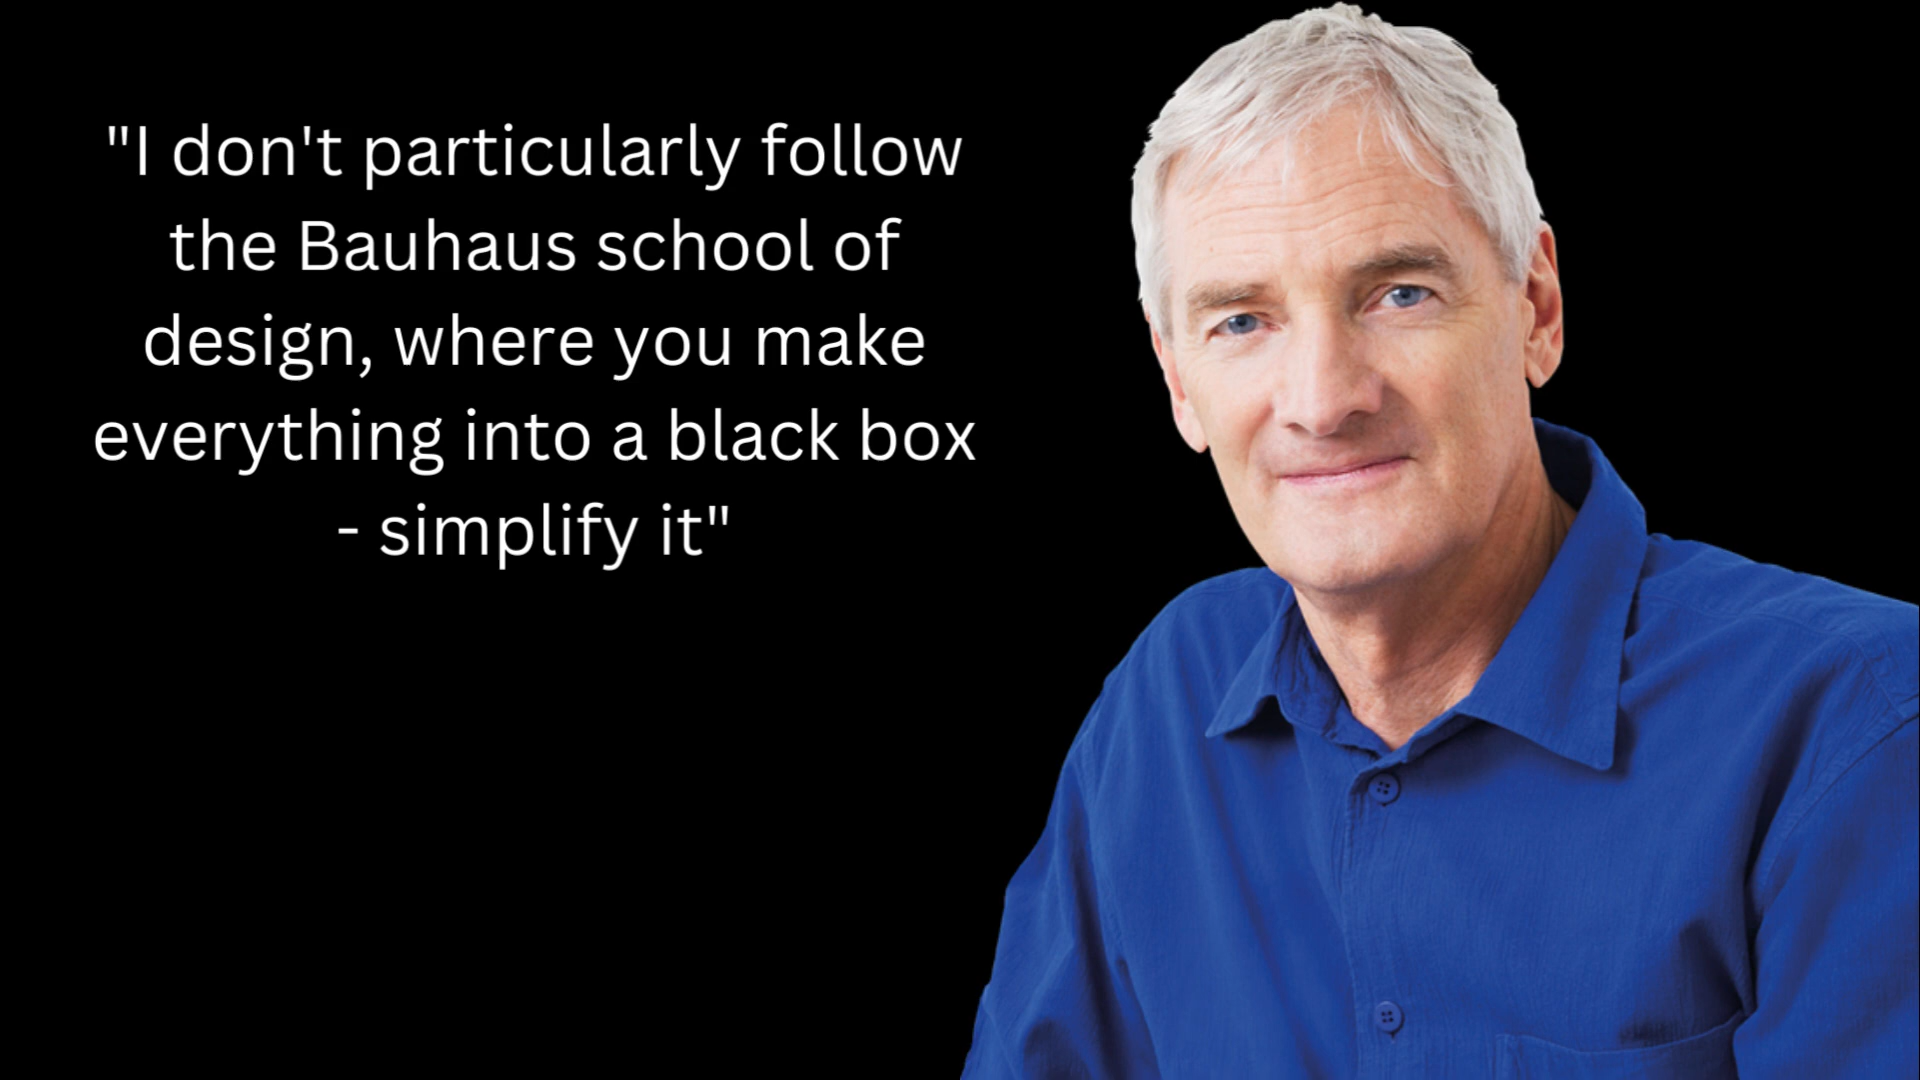 "I don't particularly follow
the Bauhaus school of
design, where you make
everything into a black box
- simplify it"